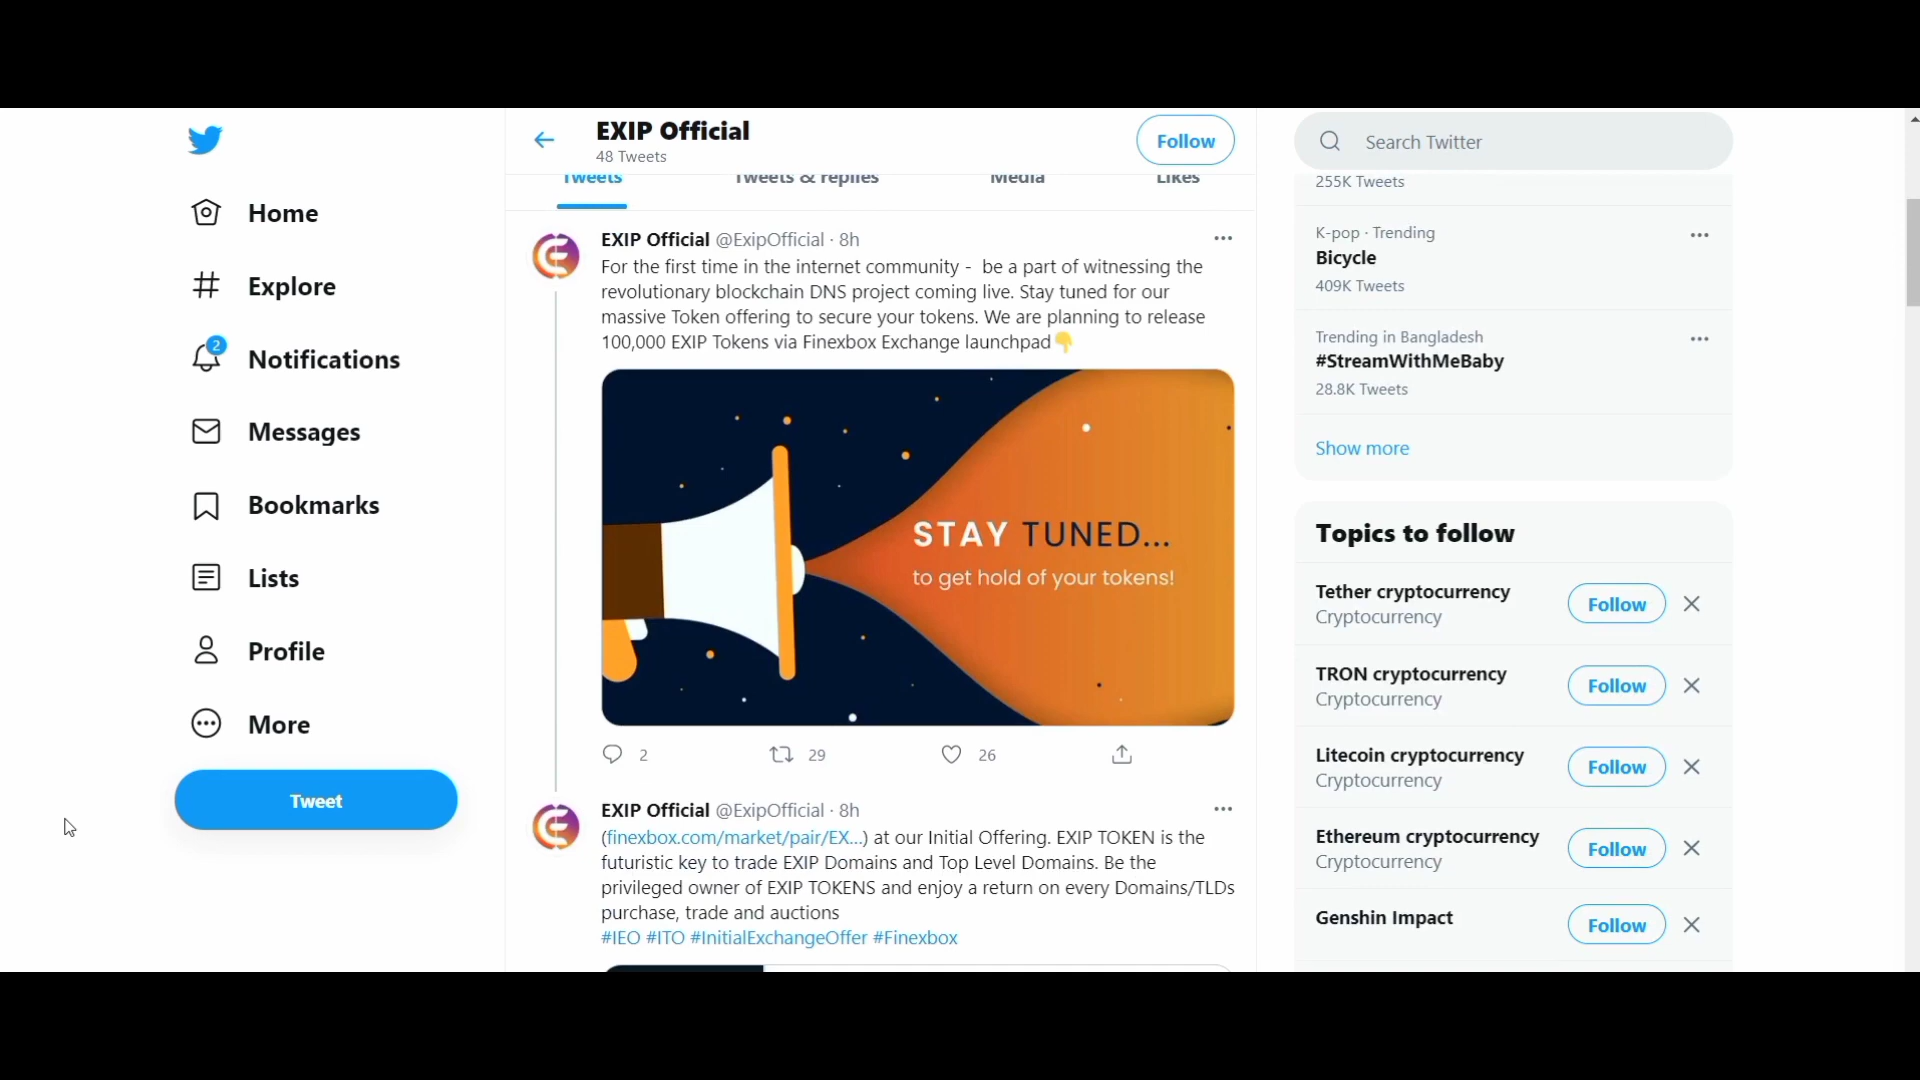 Home
Explore
2
Notifications
Messages
Bookmarks
Lists
Profile
More
Tweet
EXIP Official
48 Tweets
Follow
Tweets Tweets & replies Media Likes
EXIP Official @ExipOfficial · 8h
For the first time in the internet community - be a part of witnessing the
revolutionary blockchain DNS project coming live. Stay tuned for our
massive Token offering to secure your tokens. We are planning to release
100,000 EXIP Tokens via Finexbox Exchange launchpad👇
STAY TUNED...
to get hold of your tokens!
2 29 26
EXIP Official @ExipOfficial · 8h
(finexbox.com/market/pair/EX...) at our Initial Offering. EXIP TOKEN is the
futuristic key to trade EXIP Domains and Top Level Domains. Be the
privileged owner of EXIP TOKENS and enjoy a return on every Domains/TLDs
purchase, trade and auctions
#IEO #ITO #InitialExchangeOffer #Finexbox
Search Twitter
255K Tweets
K-pop · Trending
Bicycle
409K Tweets
Trending in Bangladesh
#StreamWithMeBaby
28.8K Tweets
Show more
Topics to follow
Tether cryptocurrency
Cryptocurrency
Follow
TRON cryptocurrency
Cryptocurrency
Follow
Litecoin cryptocurrency
Cryptocurrency
Follow
Ethereum cryptocurrency
Cryptocurrency
Follow
Genshin Impact
Follow